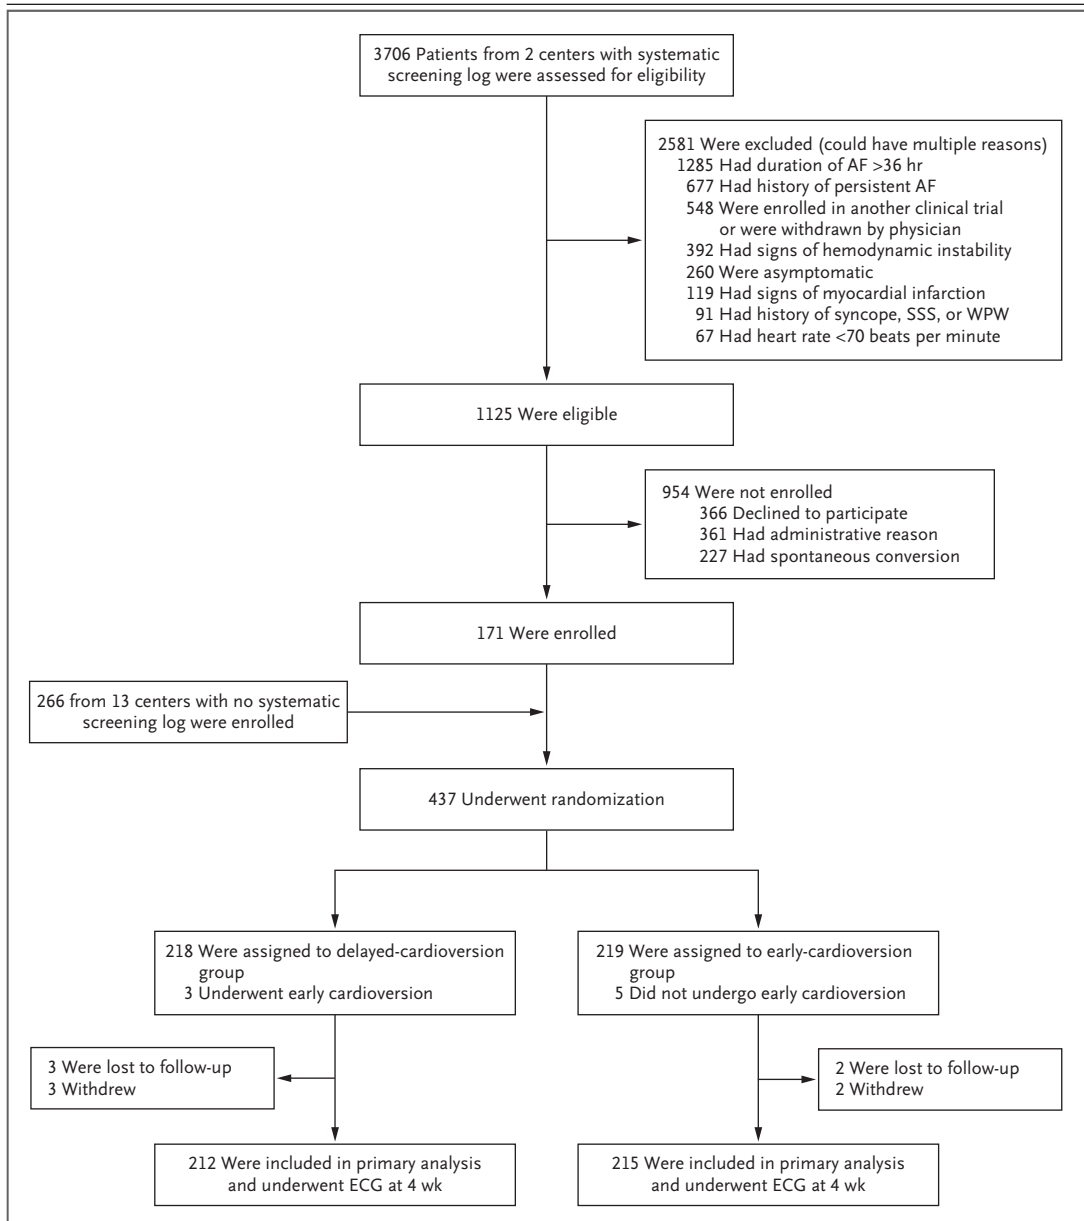 3706 Patients from 2 centers with systematic
screening log were assessed for eligibility
2581 Were excluded (could have multiple reasons)
1285 Had duration of AF >36 hr
677 Had history of persistent AF
548 Were enrolled in another clinical trial
or were withdrawn by physician
392 Had signs of hemodynamic instability
260 Were asymptomatic
119 Had signs of myocardial infarction
91 Had history of syncope, SSS, or WPW
67 Had heart rate <70 beats per minute
1125 Were eligible
954 Were not enrolled
366 Declined to participate
361 Had administrative reason
227 Had spontaneous conversion
171 Were enrolled
266 from 13 centers with no systematic
screening log were enrolled
437 Underwent randomization
218 Were assigned to delayed-cardioversion
group
3 Underwent early cardioversion
219 Were assigned to early-cardioversion
group
5 Did not undergo early cardioversion
3 Were lost to follow-up
3 Withdrew
2 Were lost to follow-up
2 Withdrew
212 Were included in primary analysis
and underwent ECG at 4 wk
215 Were included in primary analysis
and underwent ECG at 4 wk